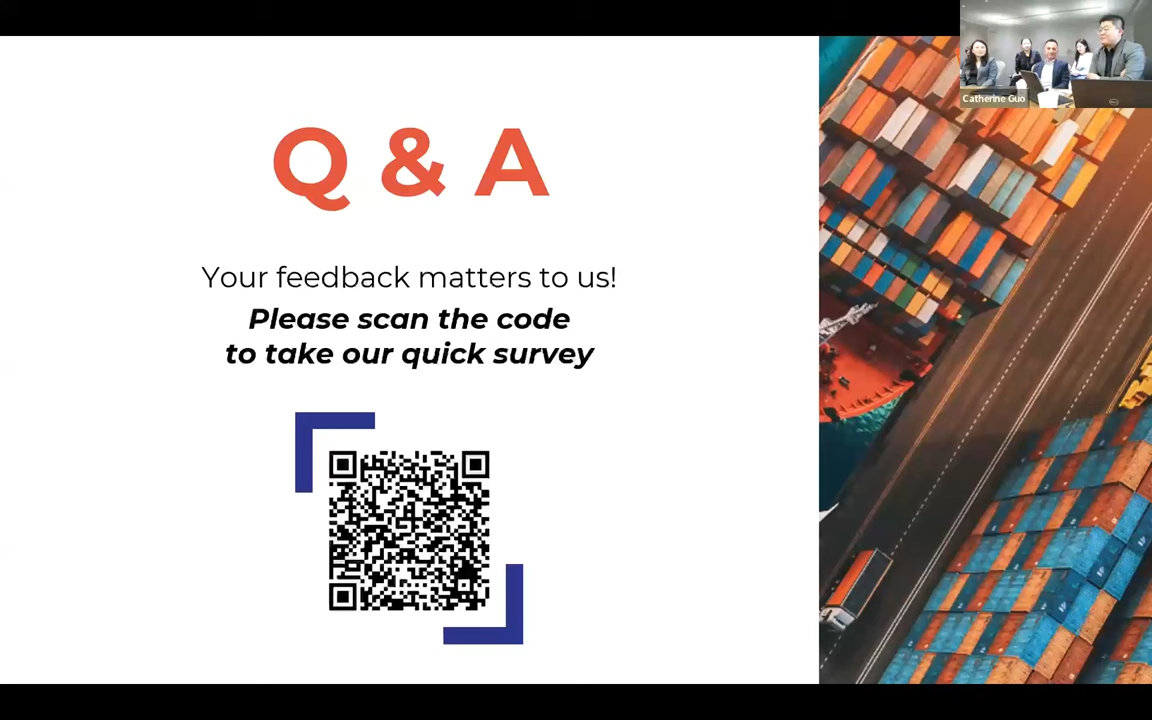 Q & A
Your feedback matters to us!
Please scan the code
to take our quick survey
Catherine Guo